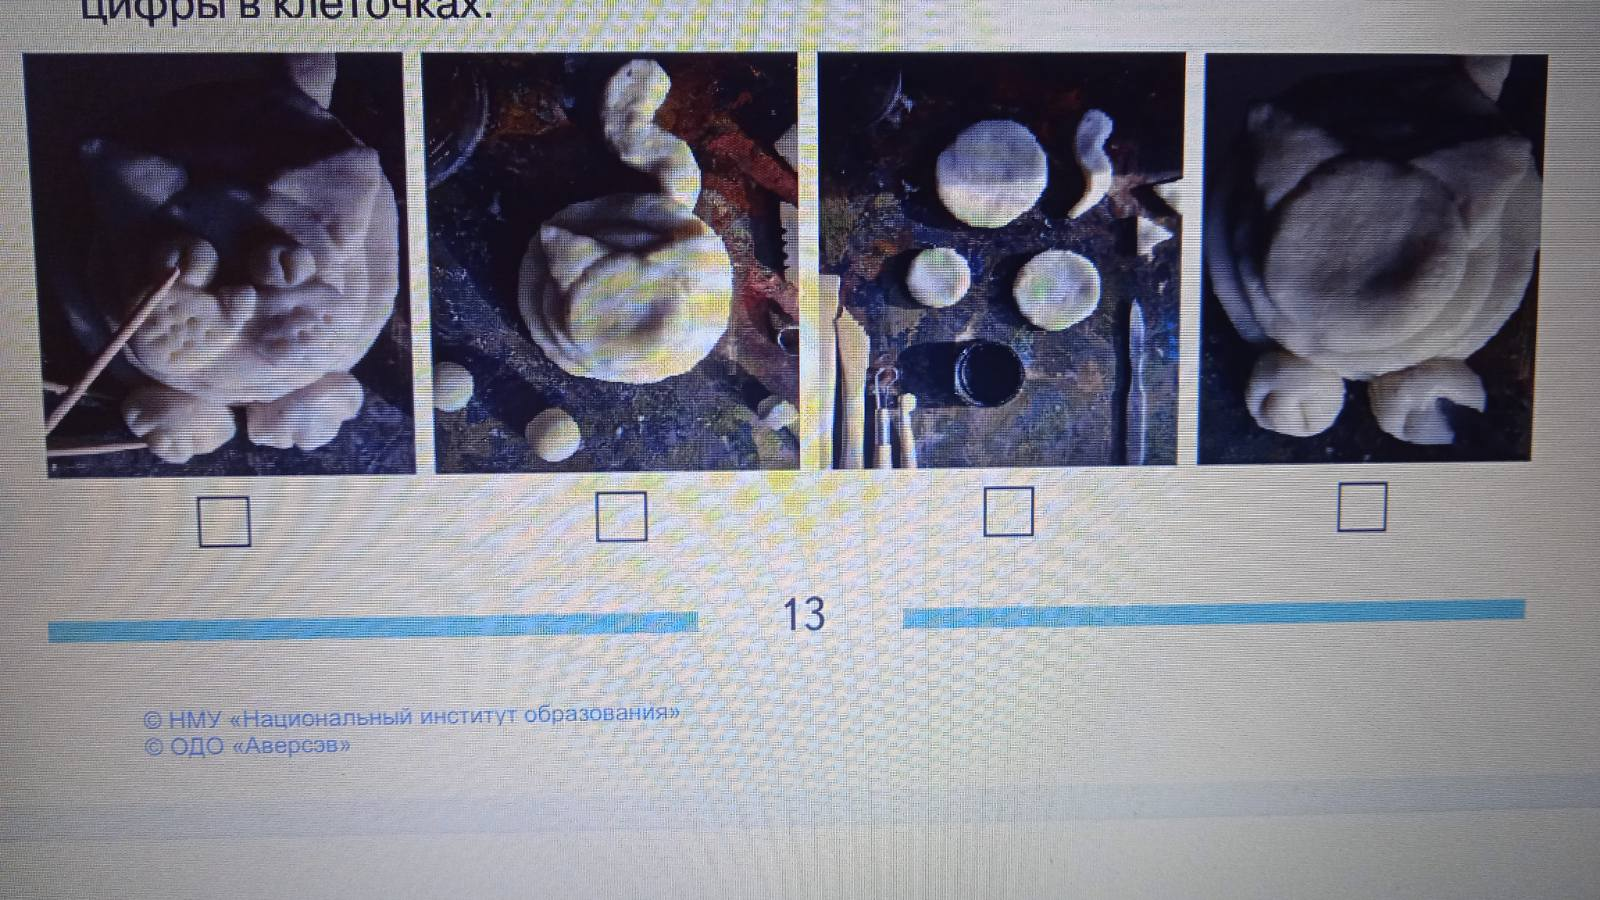 цифры в клеточках.
13
© НМУ «Национальный институт образования»
© ОДО «Аверсэв»